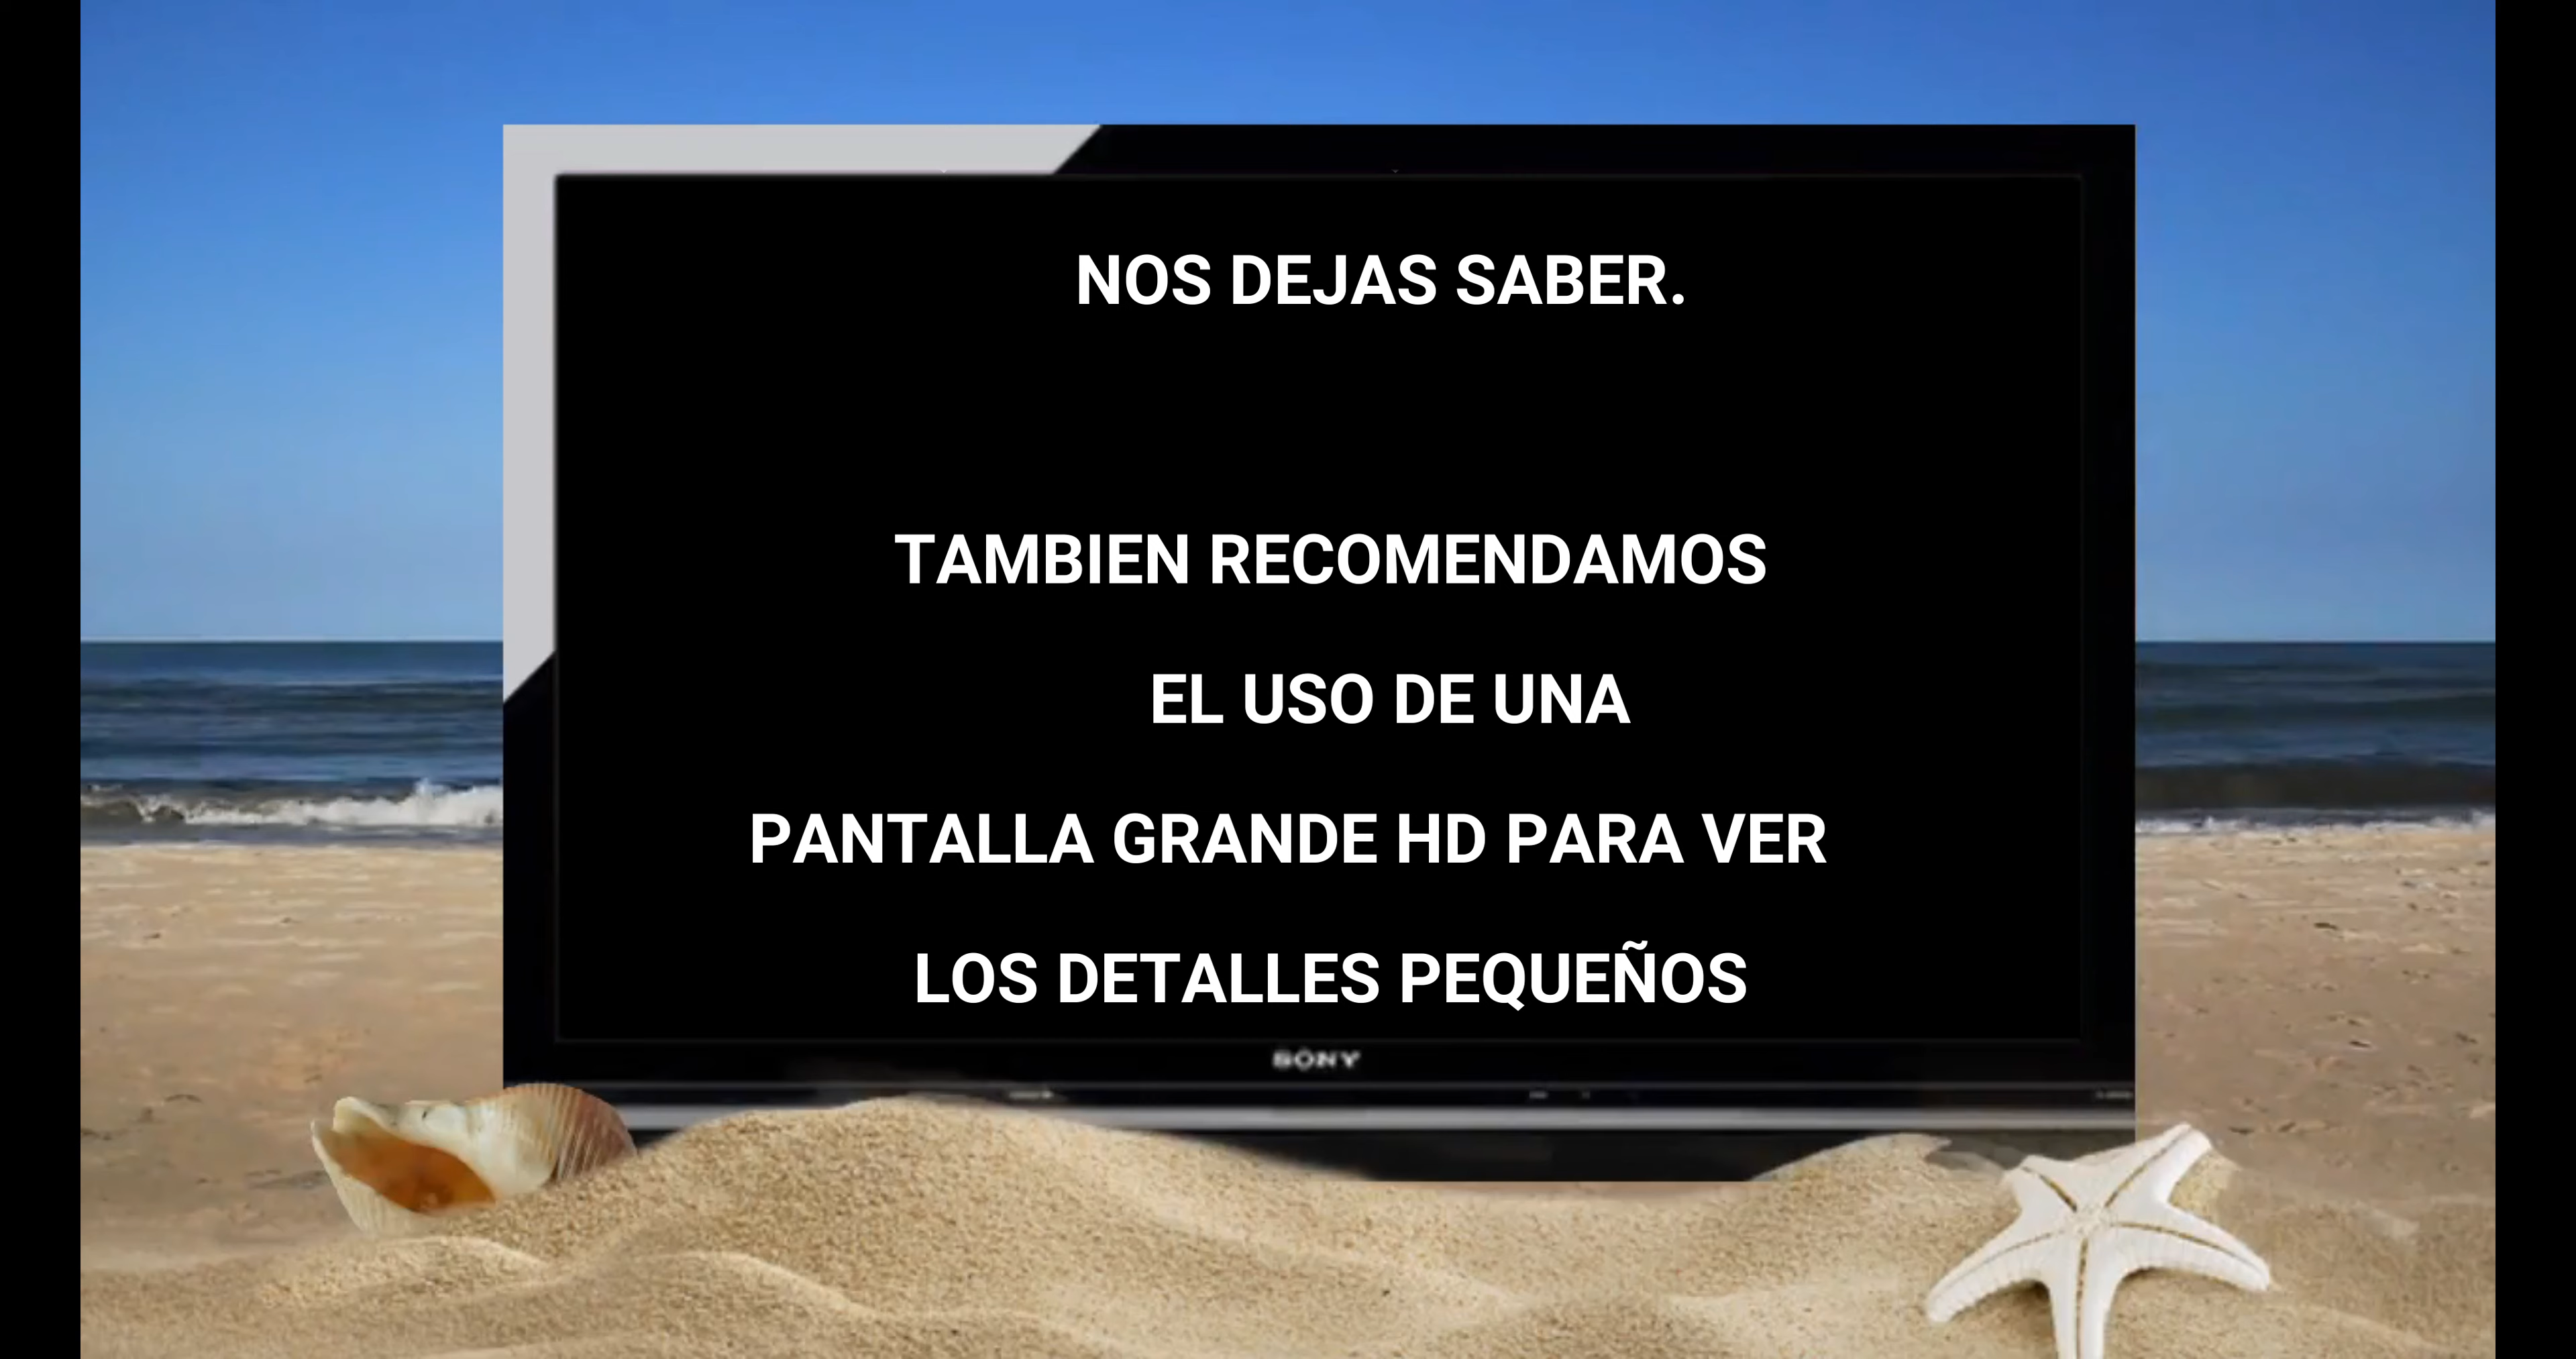 NOS DEJAS SABER.
TAMBIEN RECOMENDAMOS
EL USO DE UNA
PANTALLA GRANDE HD PARA VER
LOS DETALLES PEQUEÑOS
SONY